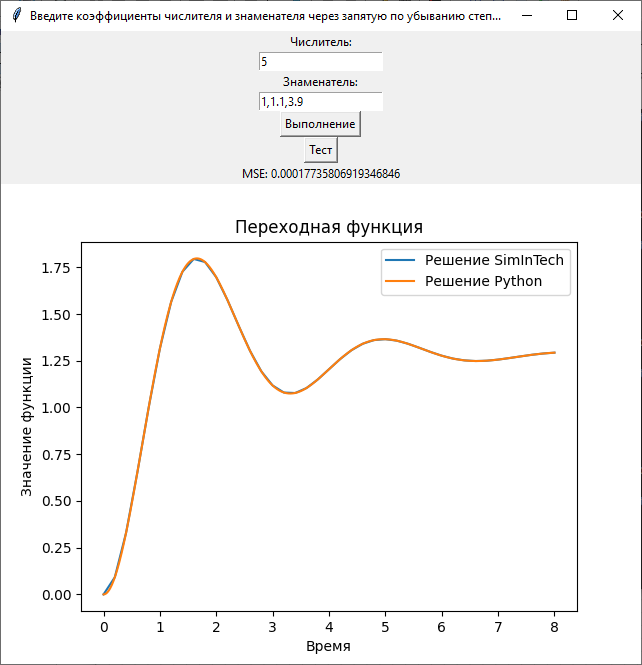 Введите коэффициенты числителя и знаменателя через запятую по убыванию степ...
Числитель:
5
Знаменатель:
1,1.1,3.9
Выполнение
Тест
MSE: 0.00017735806919346846
Переходная функция
Решение SimInTech
Решение Python
1.75
1.50
1.25
1.00
0.75
0.50
0.25
0.00
Значение функции
0 1 2 3 4 5 6 7 8
Время